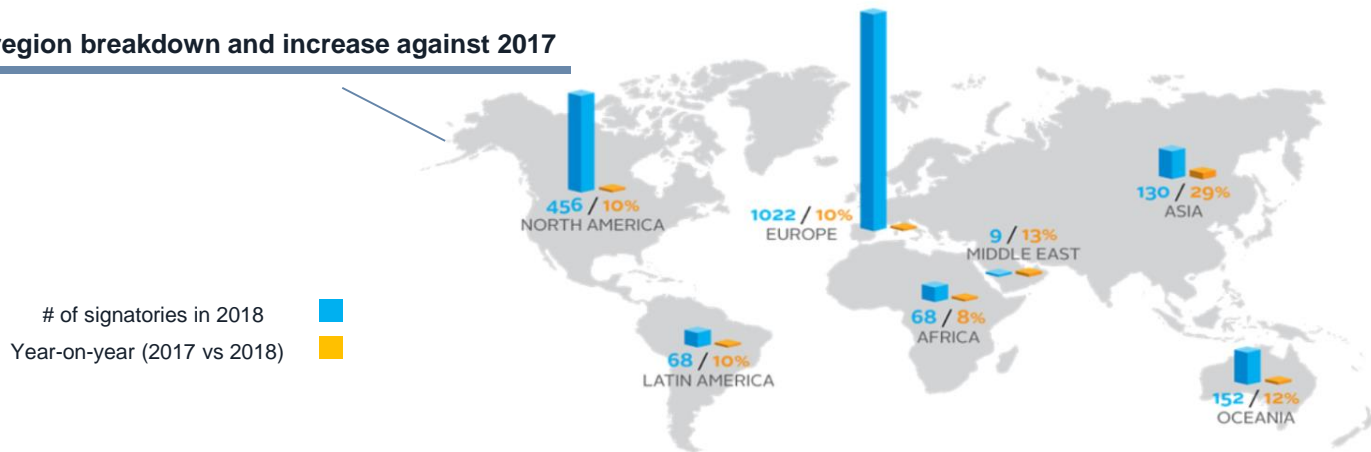 region breakdown and increase against 2017
456 / 10%
NORTH AMERICA
1022 / 10%
EUROPE
130 / 29%
ASIA
9 / 13%
MIDDLE EAST
68 / 8%
AFRICA
68 / 10%
LATIN AMERICA
152 / 12%
OCEANIA
# of signatories in 2018
Year-on-year (2017 vs 2018)